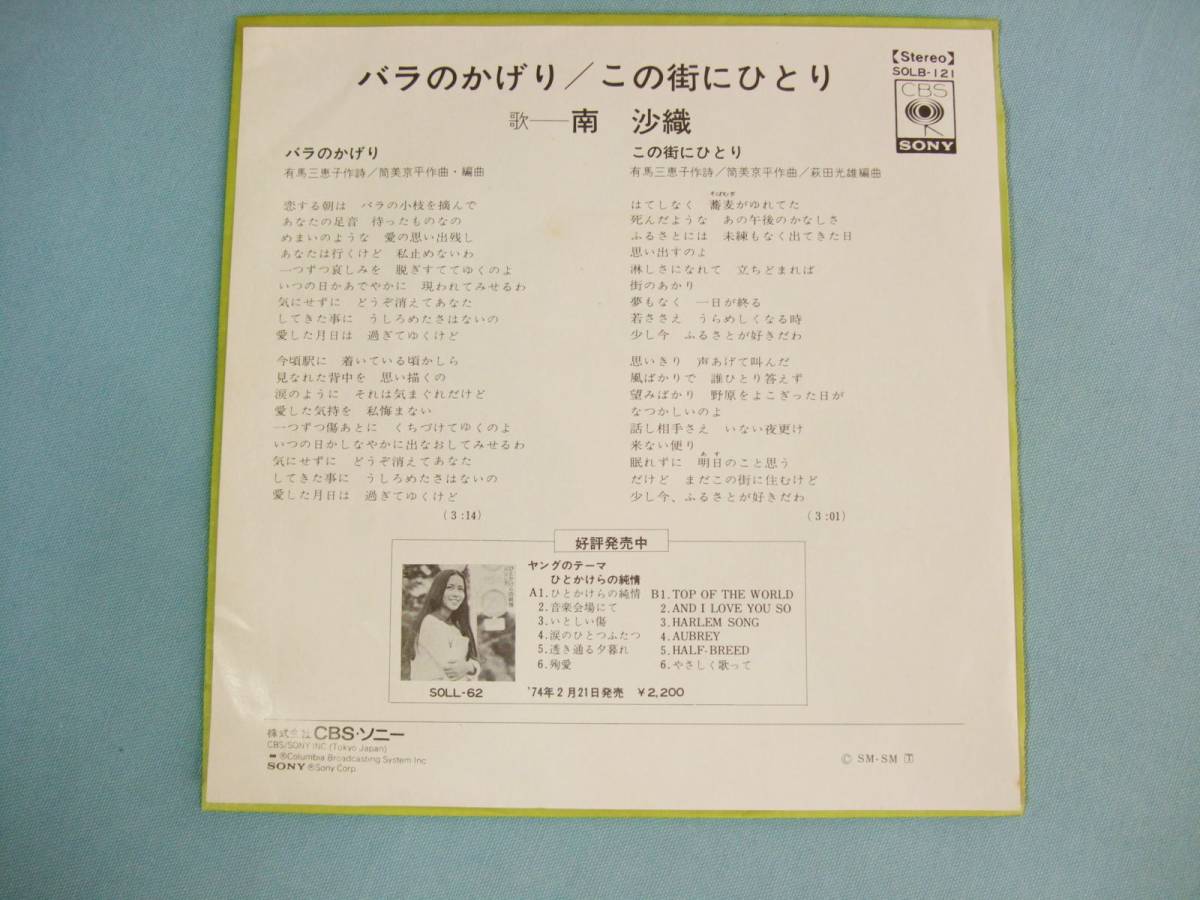 【Stereo】
SOLB-121
CBS
SONY
バラのかげり／この街にひとり
歌──南　沙織
バラのかげり
有馬三恵子作詩／筒美京平作曲・編曲
恋する朝は　バラの小枝を摘んで
あなたの足音　待ったものなの
めまいのような　愛の思い出残し
あなたは行くけど　私止めないわ
一つずつ哀しみを　脱ぎすててゆくのよ
いつの日かあでやかに　現われてみせるわ
気にせずに　どうぞ消えてあなた
してきた事に　うしろめたさはないの
愛した月日は　過ぎてゆくけど
今頃駅に　着いている頃かしら
見なれた背中を　思い描くの
涙のように　それは気まぐれだけど
愛した気持を　私悔まない
一つずつ傷あとに　くちづけてゆくのよ
いつの日かしなやかに出なおしてみせるわ
気にせずに　どうぞ消えてあなた
してきた事に　うしろめたさはないの
愛した月日は　過ぎてゆくけど
(3:14)
この街にひとり
有馬三恵子作詩／筒美京平作曲／萩田光雄編曲
そばむぎ
はてしなく　蕎麦がゆれてた
死んだような　あの午後のかなしさ
ふるさとには　未練もなく出てきた日
思い出すのよ
淋しさになれて　立ちどまれば
街のあかり
夢もなく　一日が終る
若ささえ　うらめしくなる時
少し今　ふるさとが好きだわ
思いきり　声あげて叫んだ
風ばかりで　誰ひとり答えず
望みばかり　野原をよこぎった日が
なつかしいのよ
話し相手さえ　いない夜更け
来ない便り
あす
眠れずに　明日のこと思う
だけど　まだこの街に住むけど
少し今、ふるさとが好きだわ
(3:01)
好評発売中
ヤングのテーマ
ひとかけらの純情
A1.ひとかけらの純情
2.音楽会場にて
3.いとしい傷
4.涙のひとつふたつ
5.透き通る夕暮れ
6.殉愛
B1.TOP OF THE WORLD
2.AND I LOVE YOU SO
3.HARLEM SONG
4.AUBREY
5.HALF-BREED
6.やさしく歌って
ひとかけらの純情
SOLL-62
'74年2月21日発売　￥2,200
株式会社 CBS・ソニー
CBS/SONY INC.(Tokyo Japan)
®Columbia Broadcasting System Inc
SONY ®Sony Corp.
Ⓒ SM-SM T